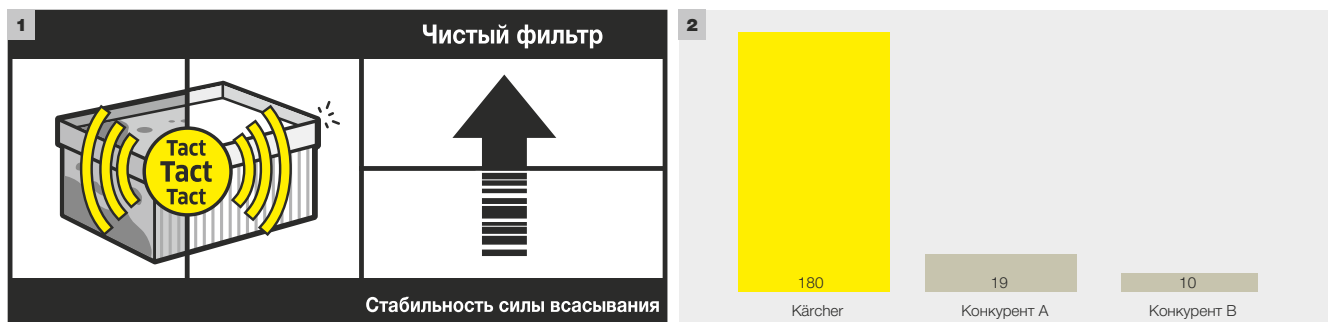 1
Чистый фильтр
Tact
Tact
Tact
Стабильность силы всасывания
2
180
19
10
Kärcher
Конкурент A
Конкурент B